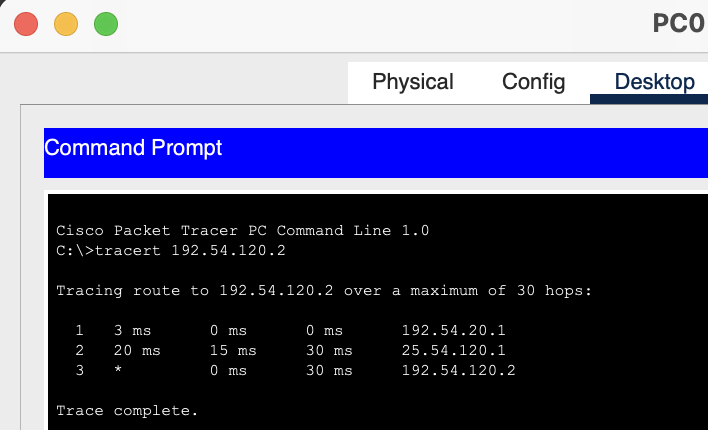 PC0
Physical Config Desktop
Command Prompt
Cisco Packet Tracer PC Command Line 1.0
C:\>tracert 192.54.120.2
Tracing route to 192.54.120.2 over a maximum of 30 hops:
1 3 ms 0 ms 0 ms 192.54.20.1
2 20 ms 15 ms 30 ms 25.54.120.1
3 * 0 ms 30 ms 192.54.120.2
Trace complete.